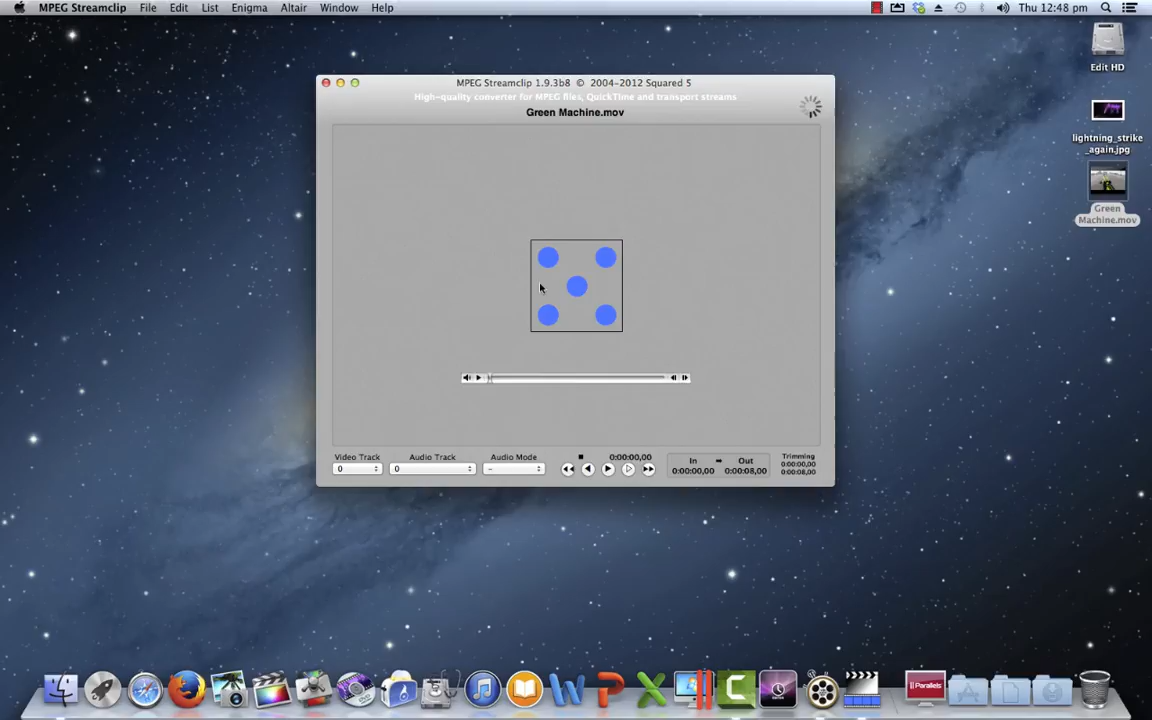 MPEG Streamclip File Edit List Enigma Altair Window Help Thu 12:48 pm
MPEG Streamclip 1.9.3b8 © 2004-2012 Squared 5
High-quality converter for MPEG files, QuickTime and transport streams
Green Machine.mov
Edit HD
lightning_strike
_again.jpg
Green
Machine.mov
Video Track Audio Track Audio Mode 0:00:00,00 In Out Trimming
0 0 – 0:00:00,00 0:00:08,00 0:00:00,00
0:00:08,00
Parallels